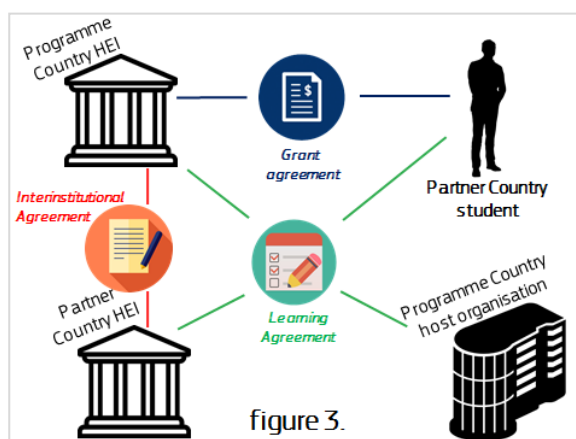 Programme
Country HEI
$
Grant
agreement
Partner Country
student
Interinstitutional
Agreement
Partner
Country HEI
Learning
Agreement
Programme Country
host organisation
figure 3.